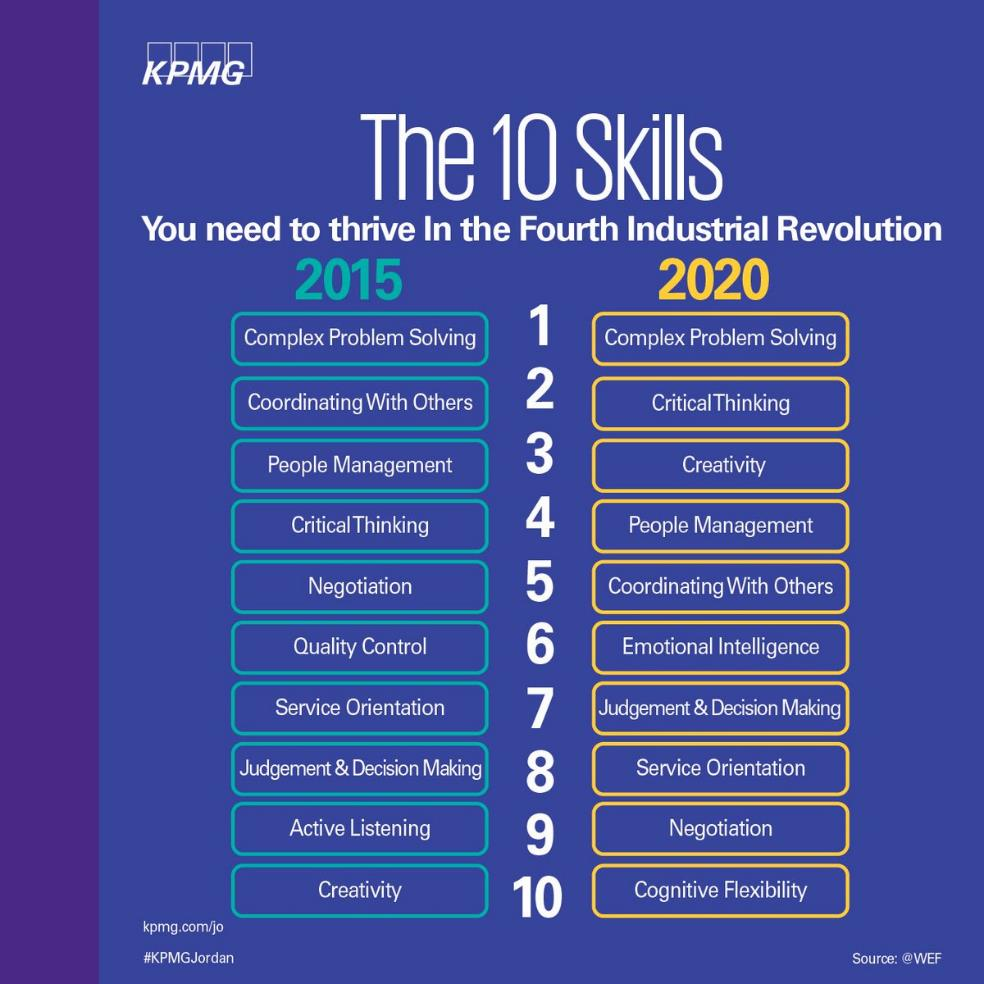 KPMG
The 10 Skills
You need to thrive In the Fourth Industrial Revolution
2015 2020
Complex Problem Solving 1 Complex Problem Solving
Coordinating With Others 2 Critical Thinking
People Management 3 Creativity
Critical Thinking 4 People Management
Negotiation 5 Coordinating With Others
Quality Control 6 Emotional Intelligence
Service Orientation 7 Judgement & Decision Making
Judgement & Decision Making 8 Service Orientation
Active Listening 9 Negotiation
Creativity 10 Cognitive Flexibility
kpmg.com/jo
#KPMGJordan Source: @WEF